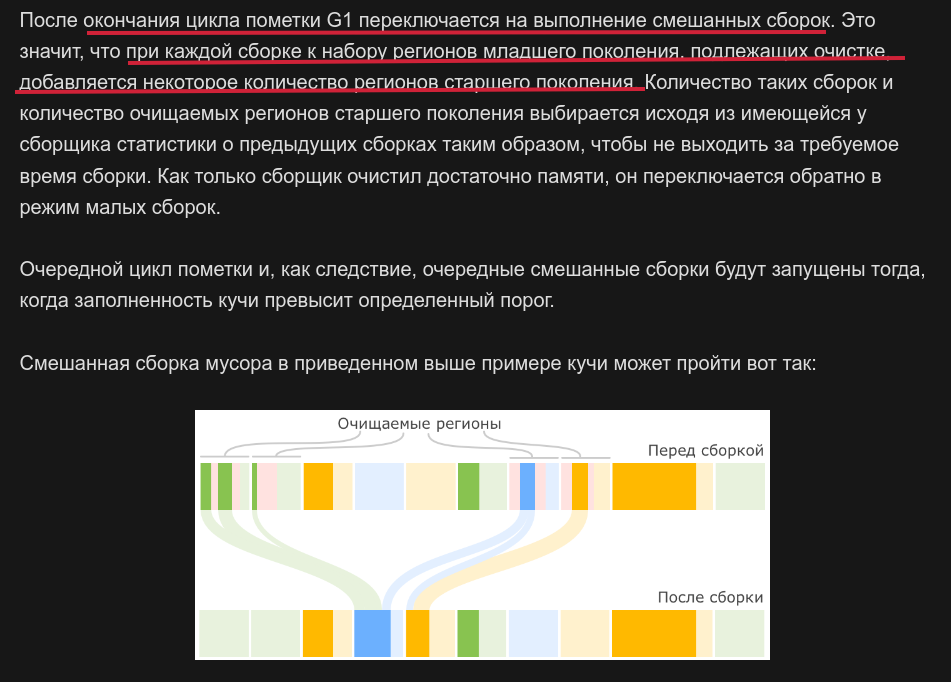 После окончания цикла пометки G1 переключается на выполнение смешанных сборок. Это
значит, что при каждой сборке к набору регионов младшего поколения, подлежащих очистке,
добавляется некоторое количество регионов старшего поколения. Количество таких сборок и
количество очищаемых регионов старшего поколения выбирается исходя из имеющейся у
сборщика статистики о предыдущих сборках таким образом, чтобы не выходить за требуемое
время сборки. Как только сборщик очистил достаточно памяти, он переключается обратно в
режим малых сборок.
Очередной цикл пометки и, как следствие, очередные смешанные сборки будут запущены тогда,
когда заполненность кучи превысит определенный порог.
Смешанная сборка мусора в приведенном выше примере кучи может пройти вот так:
Очищаемые регионы
Перед сборкой
После сборки